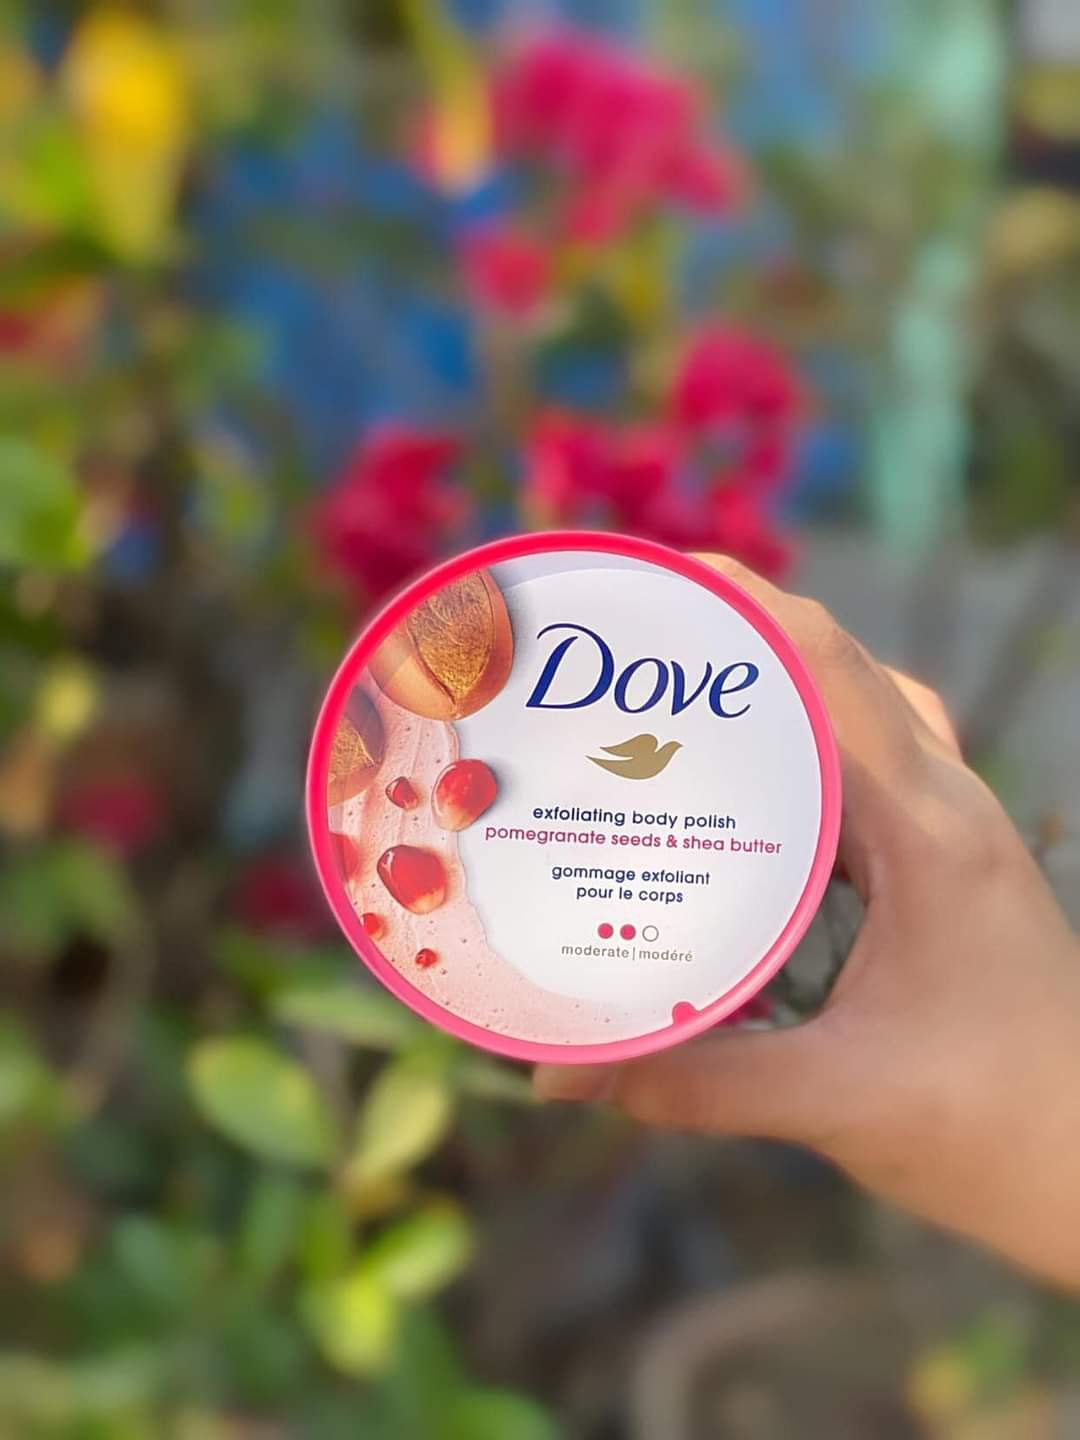 Dove
exfoliating body polish
pomegranate seeds & shea butter
gommage exfoliant
pour le corps
moderate | modéré